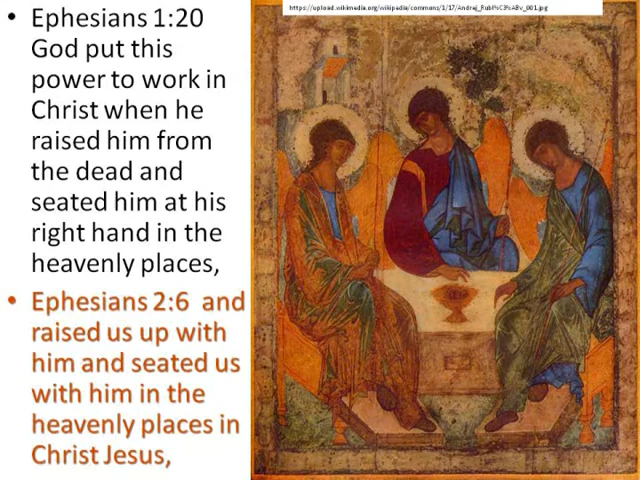 • Ephesians 1:20
God put this
power to work in
Christ when he
raised him from
the dead and
seated him at his
right hand in the
heavenly places,
• Ephesians 2:6  and
raised us up with
him and seated us
with him in the
heavenly places in
Christ Jesus,
https://upload.wikimedia.org/wikipedia/commons/1/17/Andrej_Rubl%C3%ABv_001.jpg